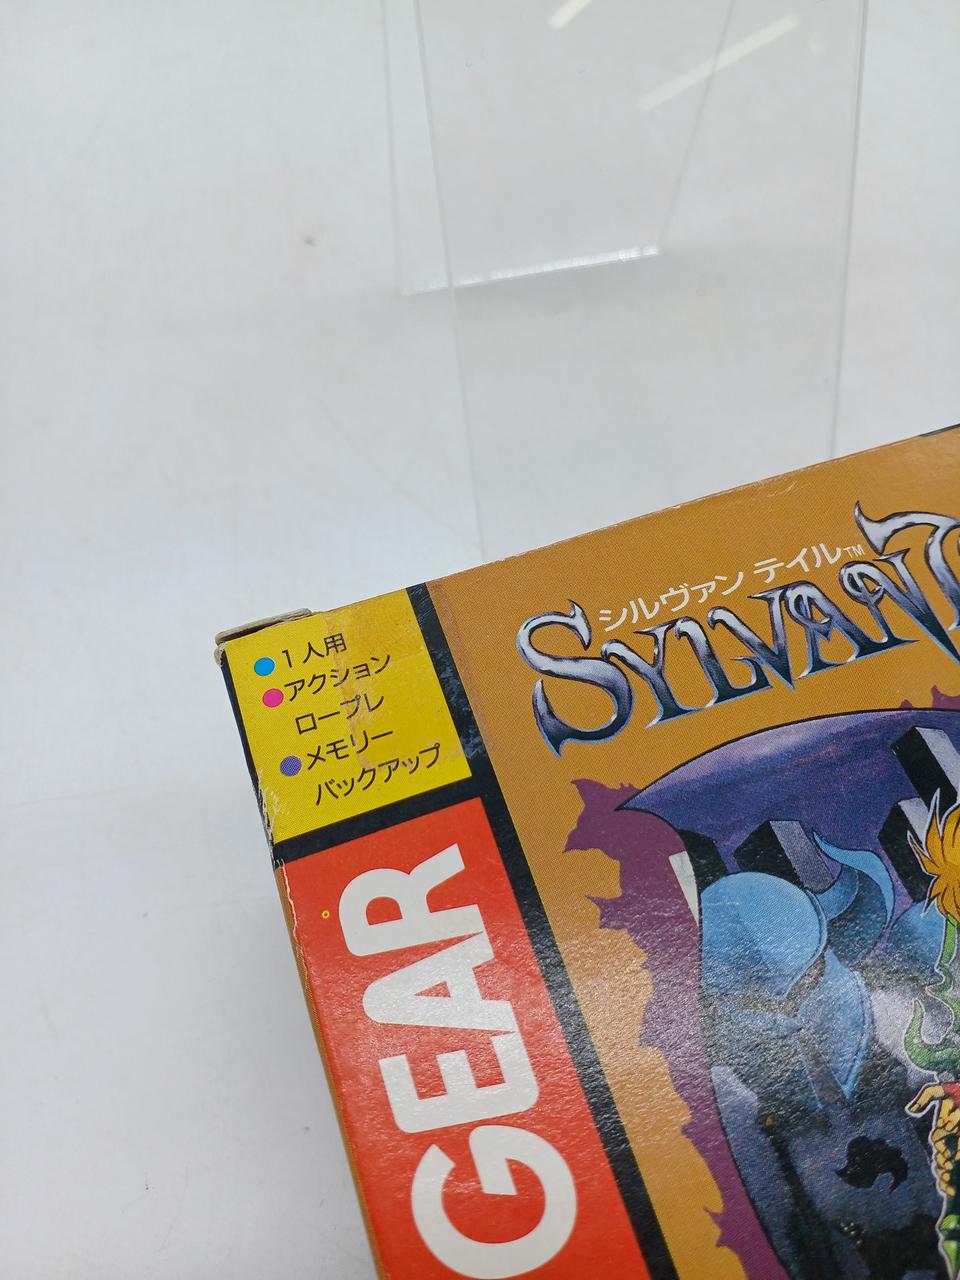 シルヴァン テイル™
SYLVAN
●1人用
●アクション
ロープレ
●メモリー
バックアップ
GEAR